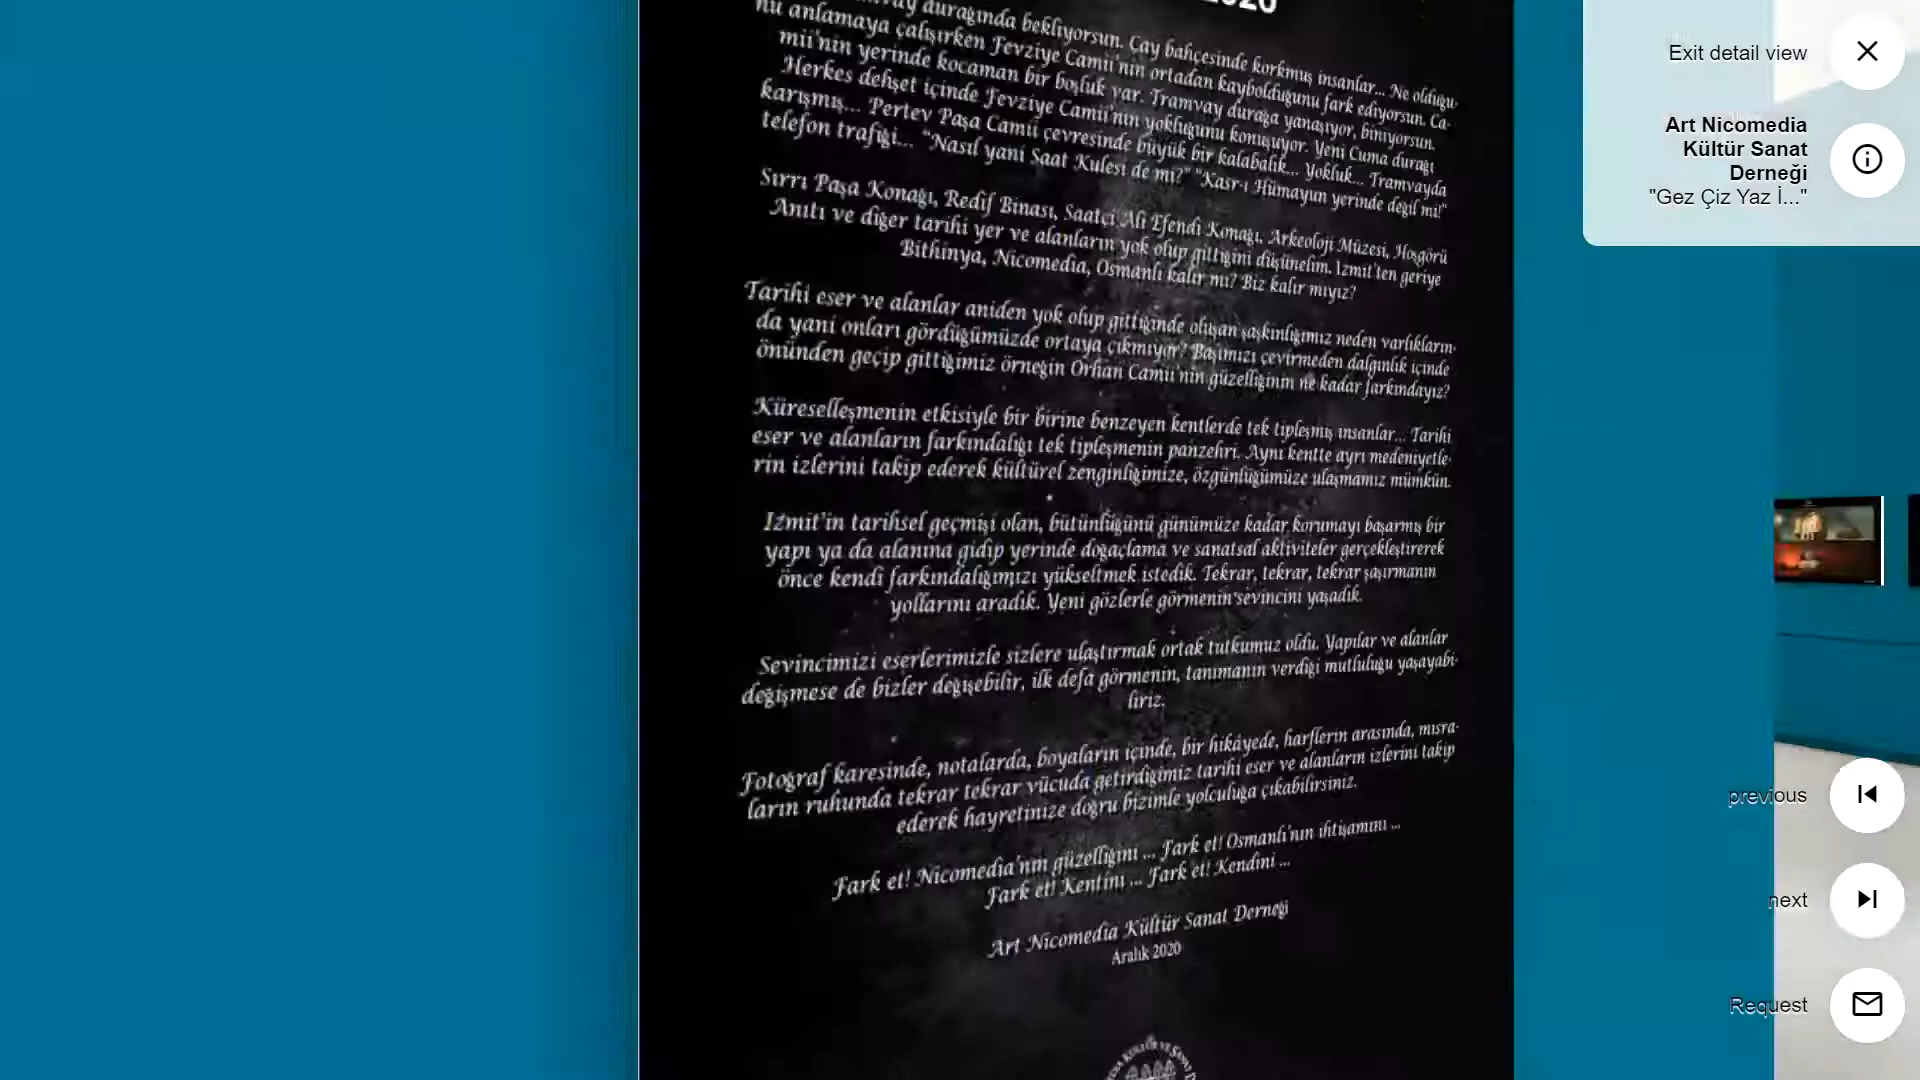 2020
durağında bekliyorsun. Çay bahçesinde korkmuş insanlar... Ne olduğu-
nu anlamaya çalışırken Fevziye Camii'nin ortadan kaybolduğunu fark ediyorsun. Ca-
mii'nin yerinde kocaman bir boşluk var. Tramvay durağa yanaşıyor, biniyorsun.
Herkes dehşet içinde Fevziye Camii'nin yokluğunu konuşuyor. Yeni Cuma durağı
karışmış... Pertev Paşa Camii çevresinde büyük bir kalabalık... Yokluk... Tramvayda
telefon trafiği... "Nasıl yani Saat Kulesi de mi?" "Kasr-ı Hümayun yerinde değil mi!"
Sırrı Paşa Konağı, Redif Binası, Saatçi Ali Efendi Konağı, Arkeoloji Müzesi, Hoşgörü
Anıtı ve diğer tarihi yer ve alanların yok olup gittiğini düşünelim. İzmit'ten geriye
Bithinya, Nicomedia, Osmanlı kalır mı? Biz kalır mıyız?
Tarihi eser ve alanlar aniden yok olup gittiğinde oluşan şaşkınlığımız neden varlıkların-
da yani onları gördüğümüzde ortaya çıkmıyor? Başımızı çevirmeden dalgınlık içinde
önünden geçip gittiğimiz örneğin Orhan Camii'nin güzelliğinin ne kadar farkındayız?
Küreselleşmenin etkisiyle bir birine benzeyen kentlerde tek tipleşmiş insanlar... Tarihi
eser ve alanların farkındalığı tek tipleşmenin panzehri. Aynı kentte ayrı medeniyetle-
rin izlerini takip ederek kültürel zenginliğimize, özgünlüğümüze ulaşmamız mümkün.
İzmit'in tarihsel geçmişi olan, bütünlüğünü günümüze kadar korumayı başarmış bir
yapı ya da alanına gidip yerinde doğaçlama ve sanatsal aktiviteler gerçekleştirerek
önce kendi farkındalığımızı yükseltmek istedik. Tekrar, tekrar, tekrar şaşırmanın
yollarını aradık. Yeni gözlerle görmenin sevincini yaşadık.
Sevincimizi eserlerimizle sizlere ulaştırmak ortak tutkumuz oldu. Yapılar ve alanlar
değişmese de bizler değişebilir, ilk defa görmenin, tanımanın verdiği mutluluğu yaşayabi-
liriz.
Fotoğraf karesinde, notalarda, boyaların içinde, bir hikâyede, harflerin arasında, mısra-
ların ruhunda tekrar tekrar vücuda getirdiğimiz tarihi eser ve alanların izlerini takip
ederek hayretinize doğru bizimle yolculuğa çıkabilirsiniz.
Fark et! Nicomedia'nın güzelliğini ... Fark et! Osmanlı'nın ihtişamını ...
Fark et! Kentini ... Fark et! Kendini ...
Art Nicomedia Kültür Sanat Derneği
Aralık 2020
Exit detail view
Art Nicomedia
Kültür Sanat
Derneği
"Gez Çiz Yaz İ..."
previous
next
Request